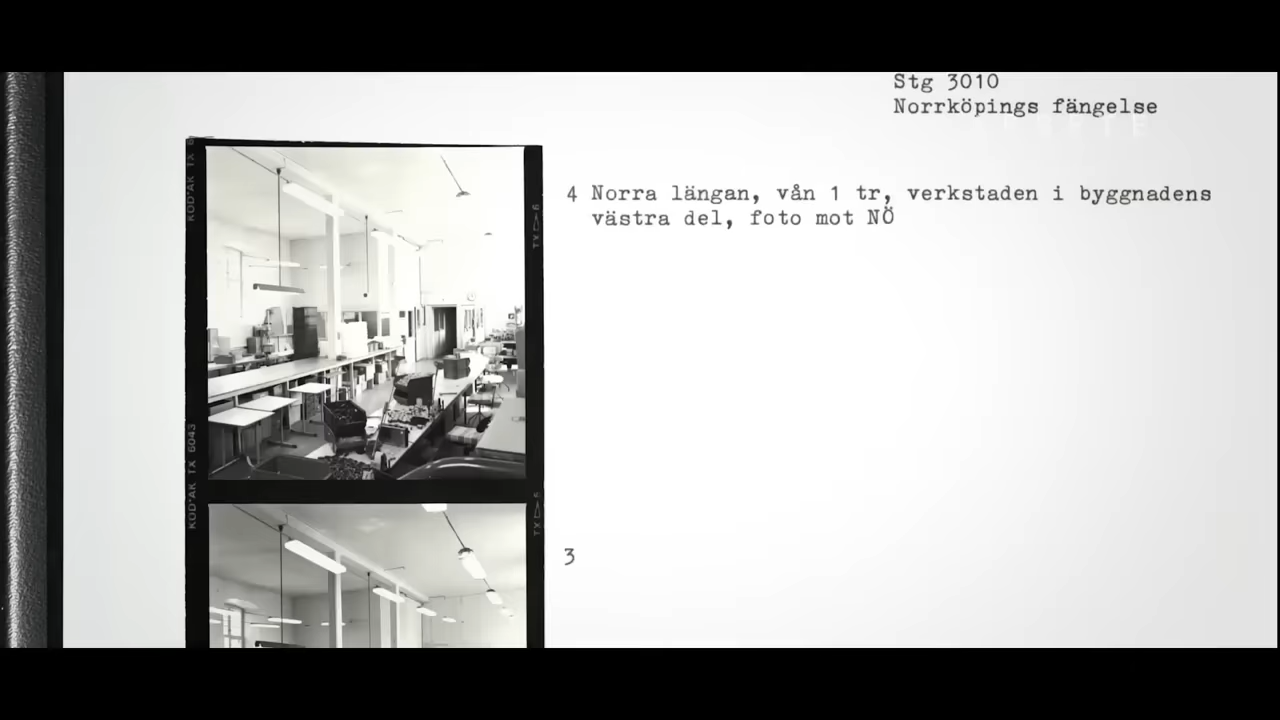 Stg 3010
Norrköpings fängelse
4 Norra längan, vån 1 tr, verkstaden i byggnadens
västra del, foto mot NÖ
3
KODAK TX 6043